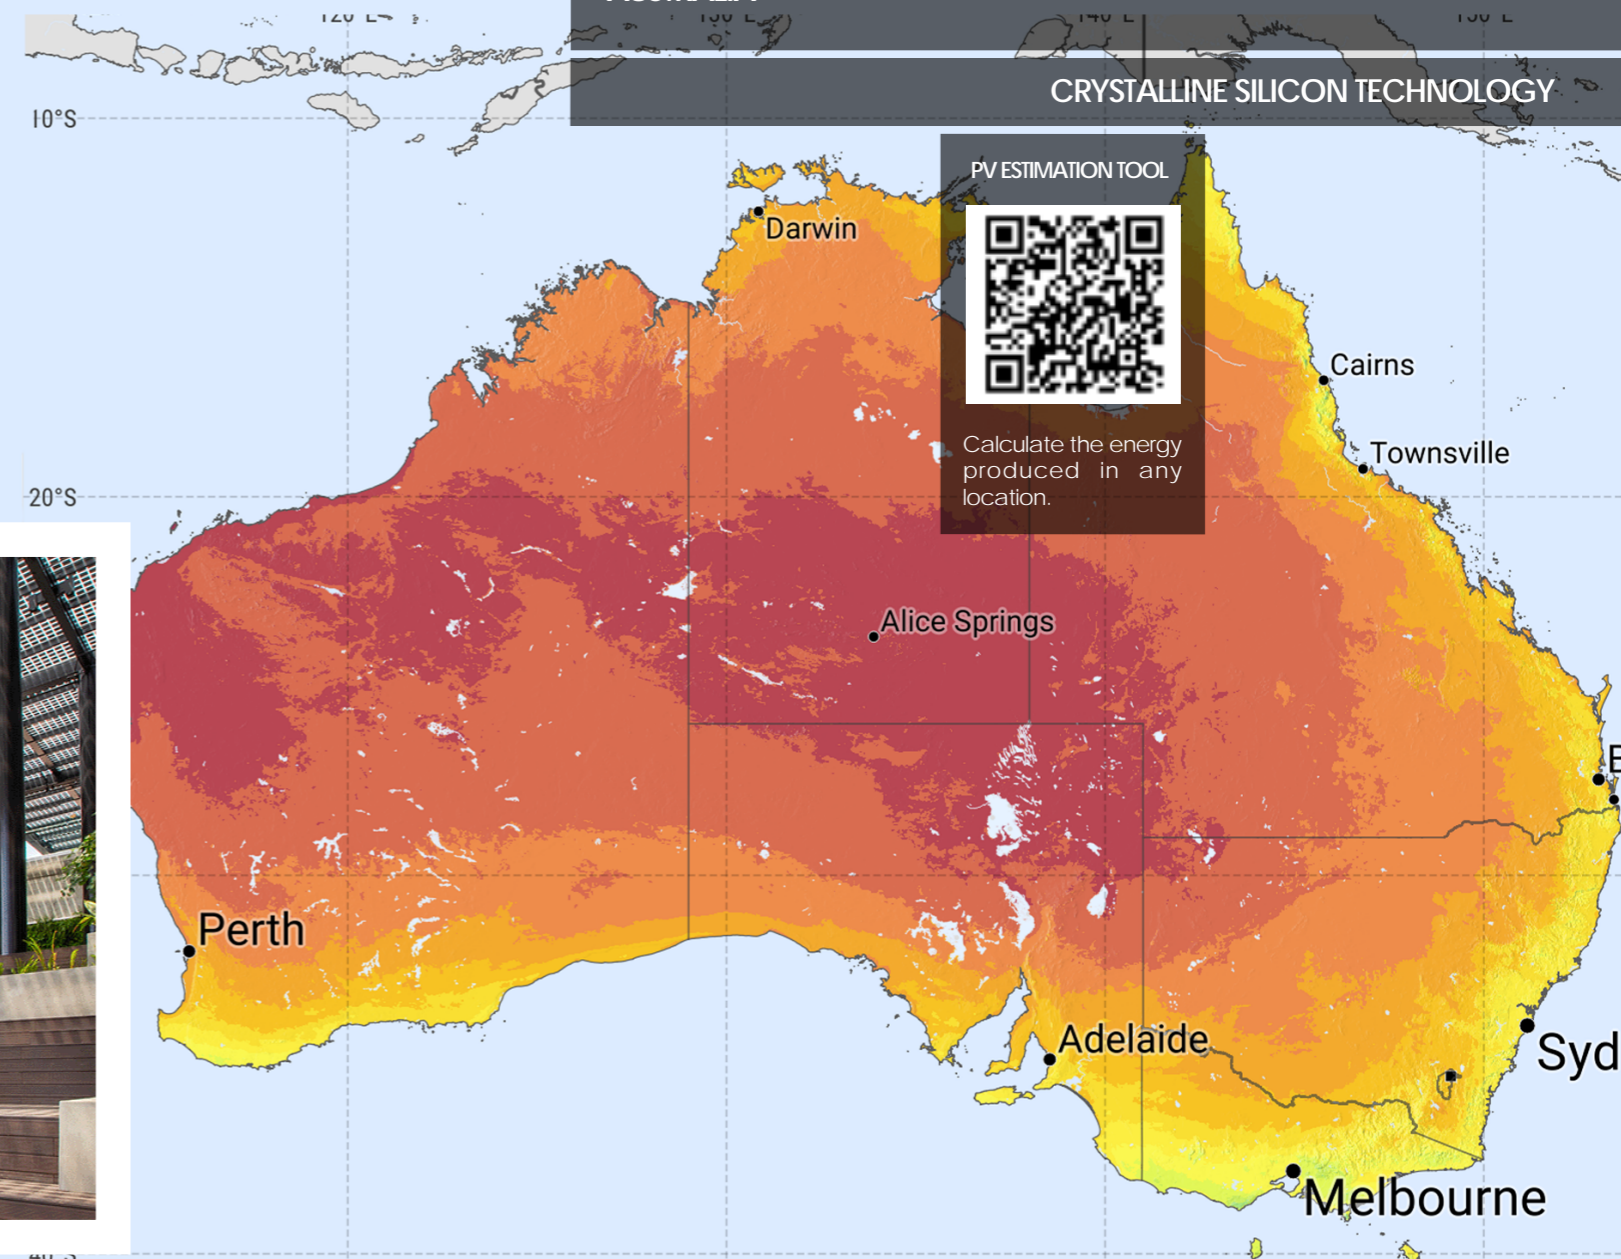 CRYSTALLINE SILICON TECHNOLOGY
10°S
PV ESTIMATION TOOL
Darwin
Cairns
Calculate the energy
produced in any
location.
Townsville
20°S
Alice Springs
Perth
Adelaide
Syd
Melbourne